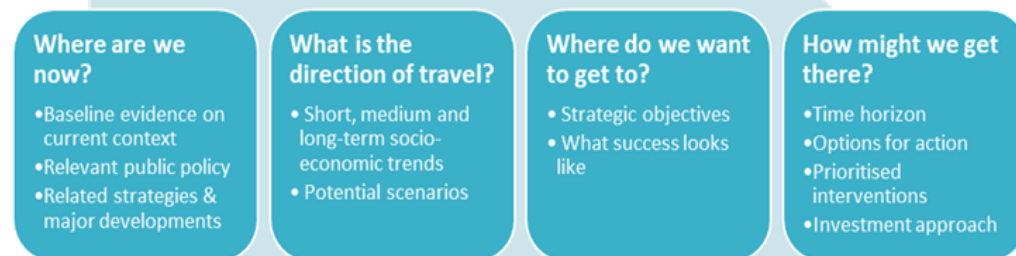 Where are we
now?
•Baseline evidence on
current context
•Relevant public policy
•Related strategies &
major developments
What is the
direction of travel?
• Short, medium and
long-term socio-
economic trends
• Potential scenarios
Where do we want
to get to?
• Strategic objectives
• What success looks
like
How might we get
there?
•Time horizon
•Options for action
•Prioritised
interventions
•Investment approach